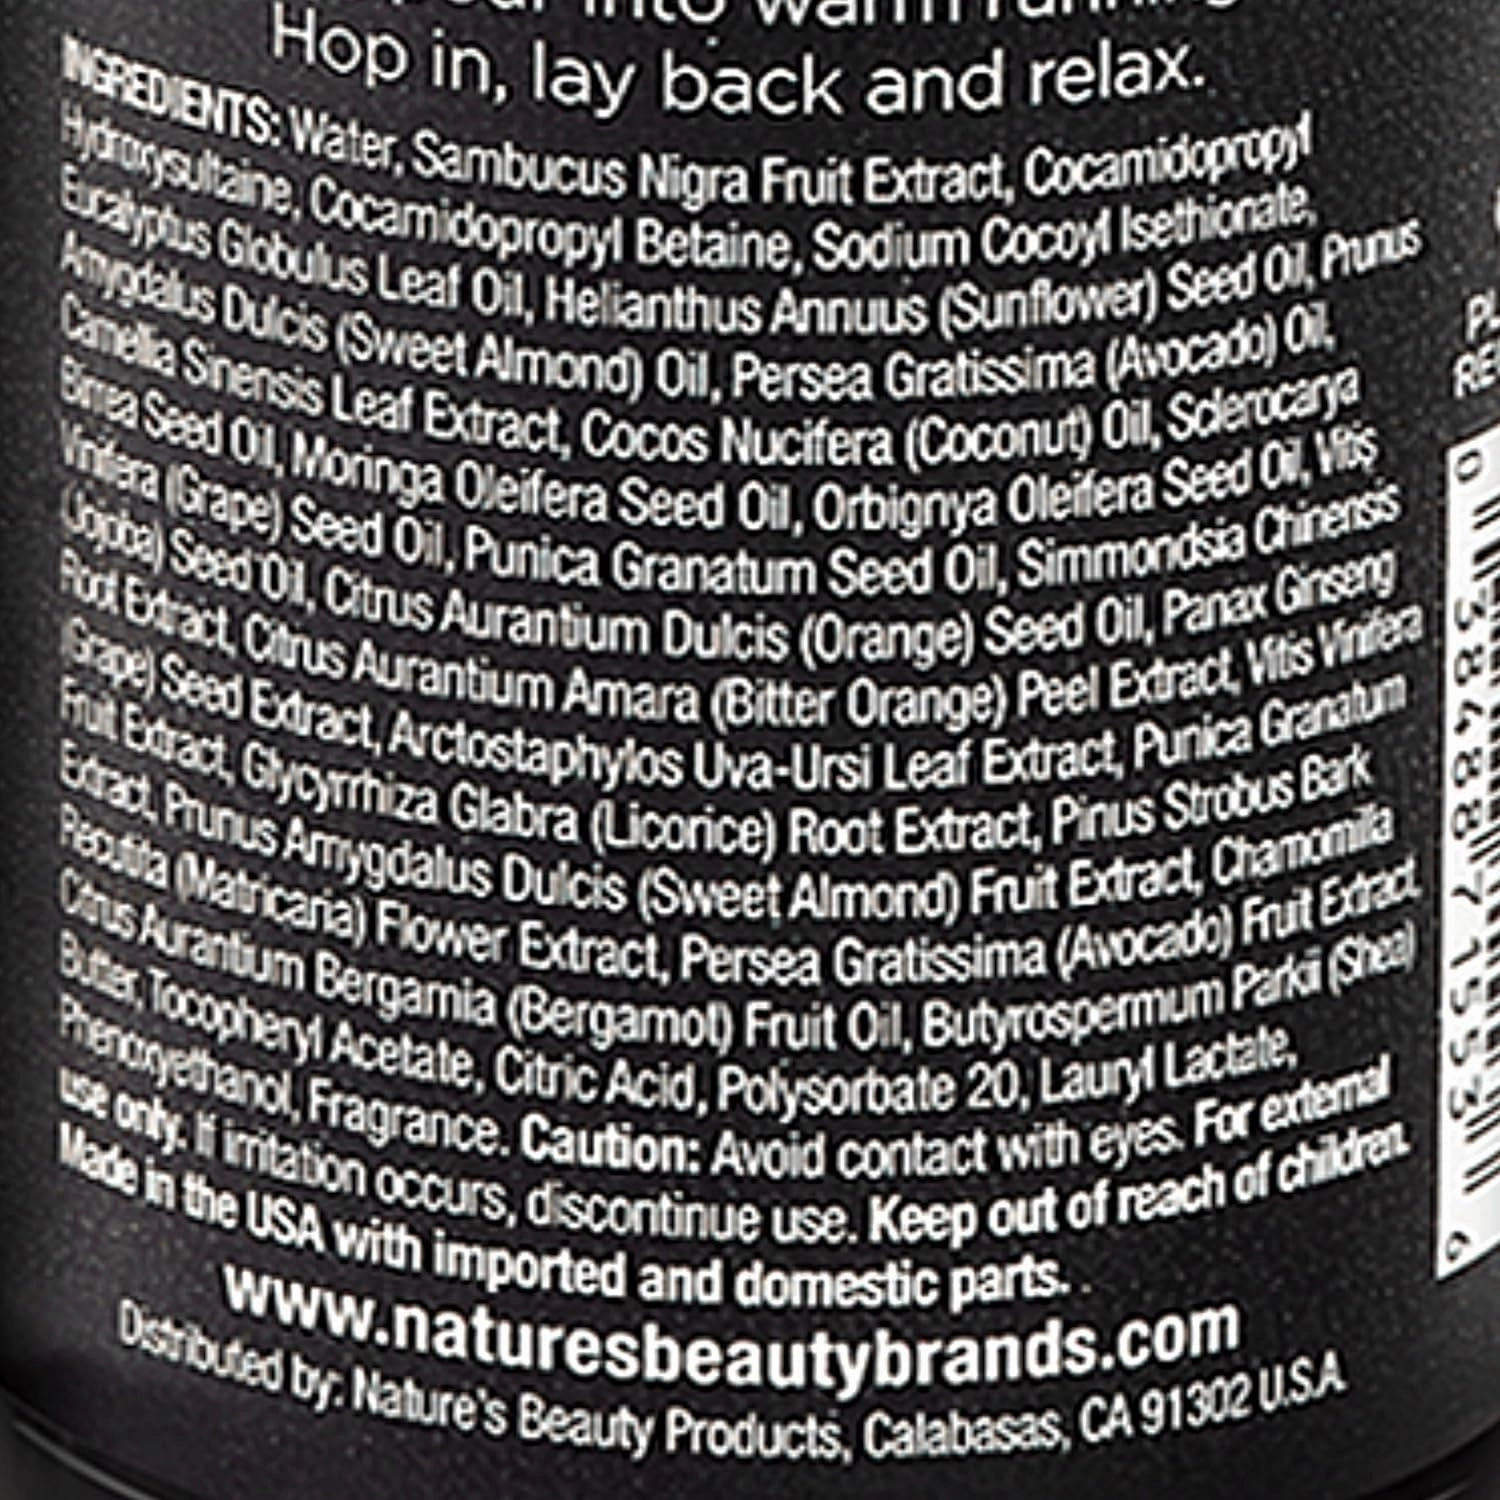 into warm running
Hop in, lay back and relax.
INGREDIENTS: Water, Sambucus Nigra Fruit Extract, Cocamidopropyl
Hydroxysultaine, Cocamidopropyl Betaine, Sodium Cocoyl Isethionate,
Eucalyptus Globulus Leaf Oil, Helianthus Annuus (Sunflower) Seed Oil, Prunus
Amygdalus Dulcis (Sweet Almond) Oil, Persea Gratissima (Avocado) Oil,
Camellia Sinensis Leaf Extract, Cocos Nucifera (Coconut) Oil, Sclerocarya
Birrea Seed Oil, Moringa Oleifera Seed Oil, Orbignya Oleifera Seed Oil, Vitis
Vinifera (Grape) Seed Oil, Punica Granatum Seed Oil, Simmondsia Chinensis
(Jojoba) Seed Oil, Citrus Aurantium Dulcis (Orange) Seed Oil, Panax Ginseng
Root Extract, Citrus Aurantium Amara (Bitter Orange) Peel Extract, Vitis Vinifera
(Grape) Seed Extract, Arctostaphylos Uva-Ursi Leaf Extract, Punica Granatum
Fruit Extract, Glycyrrhiza Glabra (Licorice) Root Extract, Pinus Strobus Bark
Extract, Prunus Amygdalus Dulcis (Sweet Almond) Fruit Extract, Chamomilla
Recutita (Matricaria) Flower Extract, Persea Gratissima (Avocado) Fruit Extract,
Citrus Aurantium Bergamia (Bergamot) Fruit Oil, Butyrospermum Parkii (Shea)
Butter, Tocopheryl Acetate, Citric Acid, Polysorbate 20, Lauryl Lactate,
Phenoxyethanol, Fragrance. Caution: Avoid contact with eyes. For external
use only. If irritation occurs, discontinue use. Keep out of reach of children.
Made in the USA with imported and domestic parts.
www.naturesbeautybrands.com
Distributed by: Nature's Beauty Products, Calabasas, CA 91302 U.S.A